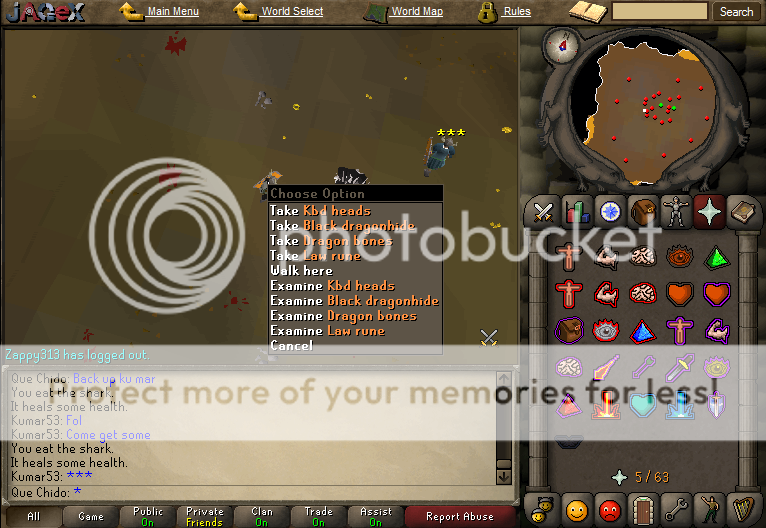 JAGEX
Main Menu
World Select
World Map
Rules
Search
***
Choose Option
Take Kbd heads
Take Black dragonhide
Take Dragon bones
Take Law rune
Walk here
Examine Kbd heads
Examine Black dragonhide
Examine Dragon bones
Examine Law rune
Cancel
photobucket
Zappy313 has logged out.
Protect more of your memories for less!
Que Chido: Back up ku mar
You eat the shark.
It heals some health.
Kumar53: Fol
Kumar53: Come get some
You eat the shark.
It heals some health.
Kumar53: ***
Que Chido: *
5 / 63
All
Game
Public
On
Private
Friends
Clan
On
Trade
On
Assist
On
Report Abuse